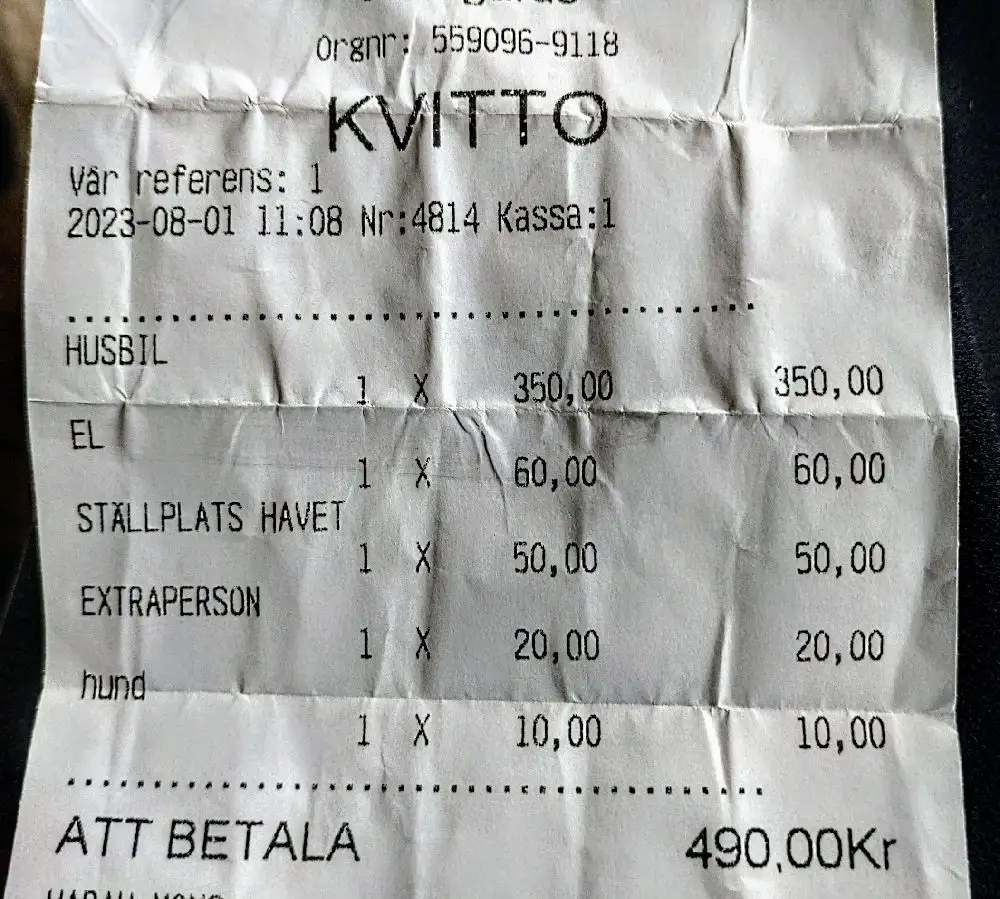 Orgnr: 559096-9118
KVITTO
Vår referens: 1
2023-08-01 11:08 Nr:4814 Kassa:1
HUSBIL
1 X 350,00 350,00
EL
1 X 60,00 60,00
STÄLLPLATS HAVET
1 X 50,00 50,00
EXTRAPERSON
1 X 20,00 20,00
hund
1 X 10,00 10,00
ATT BETALA 490,00Kr